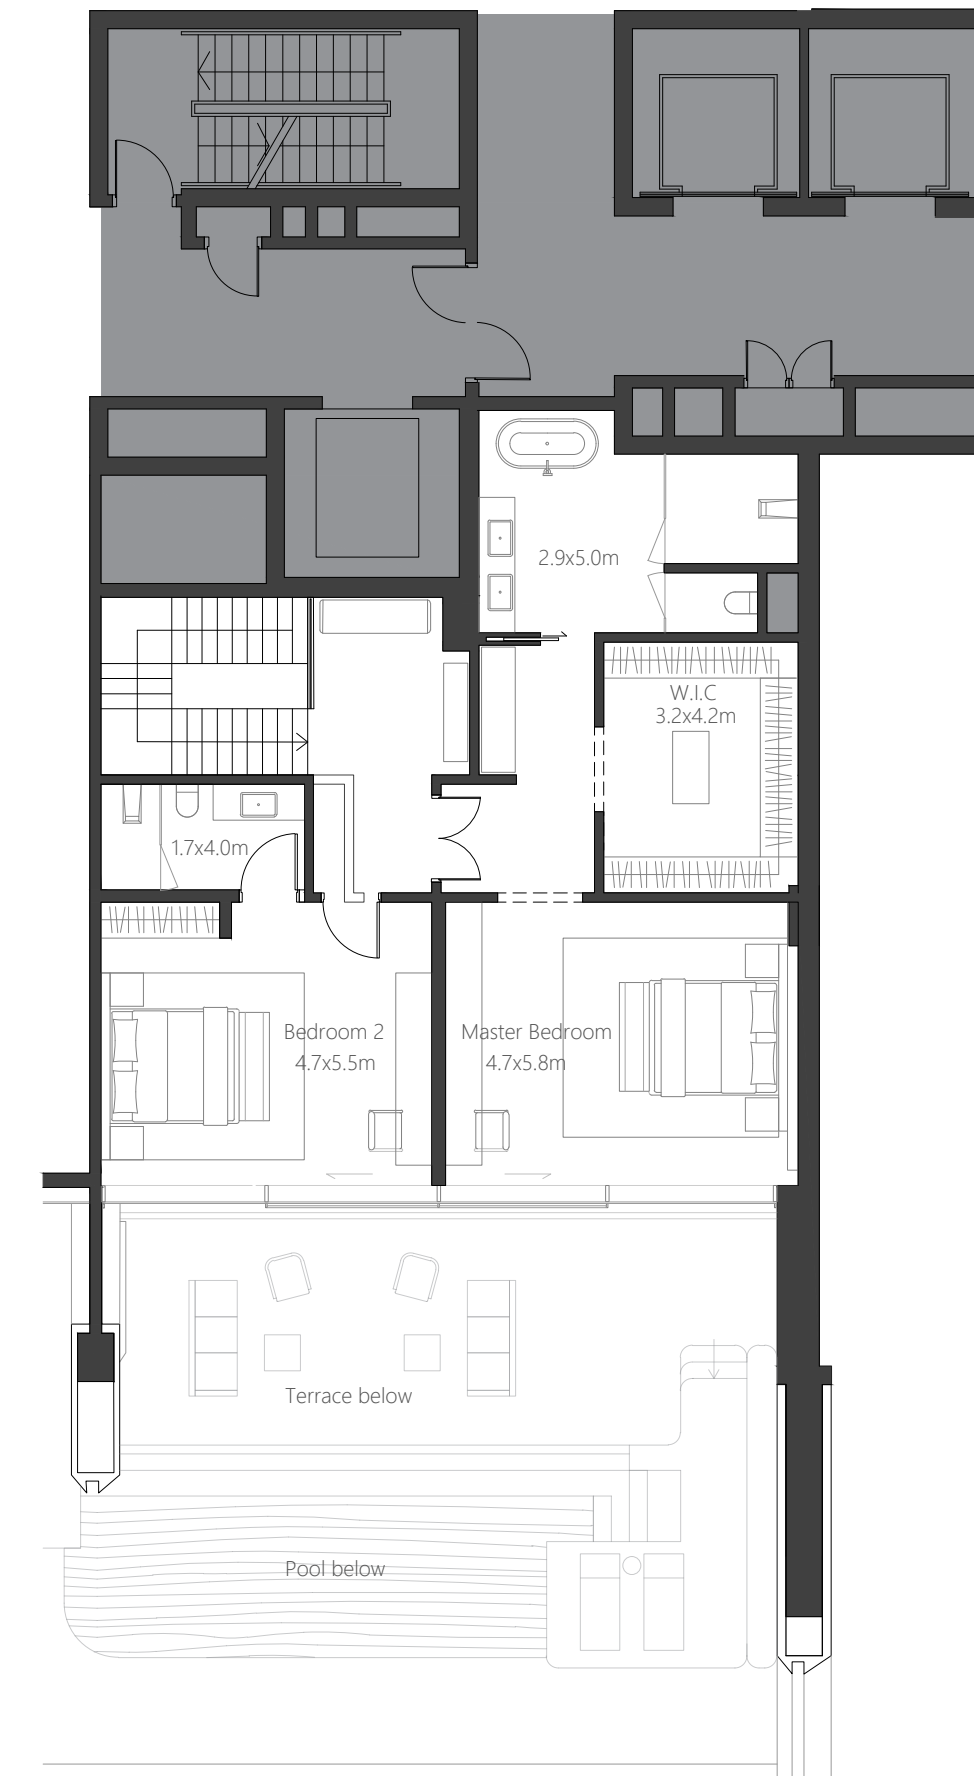 2.9x5.0m
W.I.C
3.2x4.2m
1.7x4.0m
Bedroom 2
4.7x5.5m
Master Bedroom
4.7x5.8m
Terrace below
Pool below